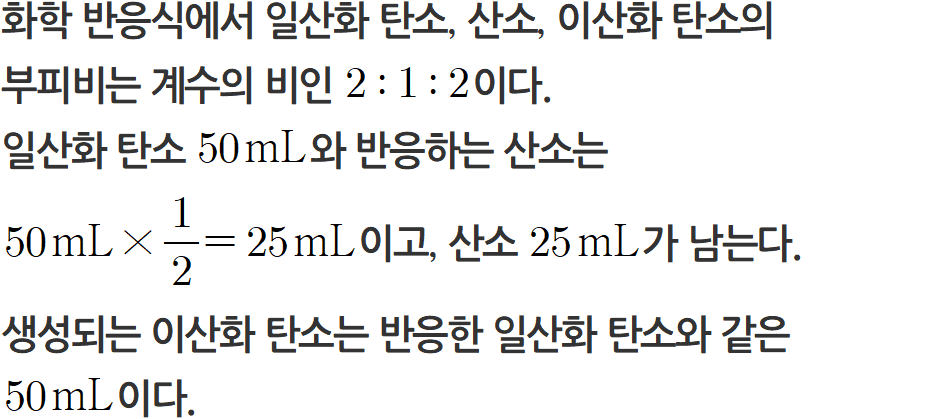 화학 반응식에서 일산화 탄소, 산소, 이산화 탄소의
부피비는 계수의 비인 2 : 1 : 2이다.
일산화 탄소 50 mL와 반응하는 산소는
50 mL × 1/2 = 25 mL이고, 산소 25 mL가 남는다.
생성되는 이산화 탄소는 반응한 일산화 탄소와 같은
50 mL이다.